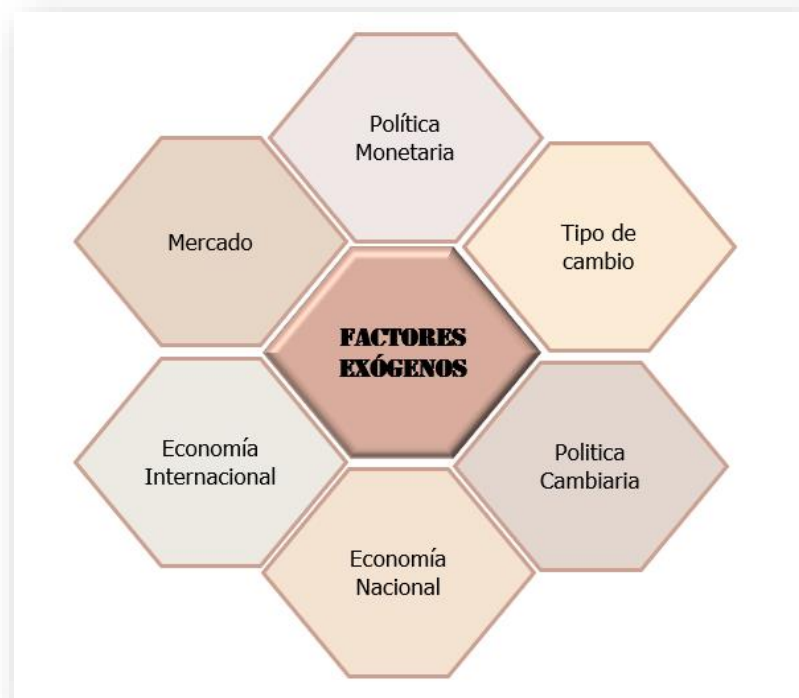 Política
Monetaria
Mercado
Tipo de
cambio
FACTORES
EXÓGENOS
Economía
Internacional
Politica
Cambiaria
Economía
Nacional